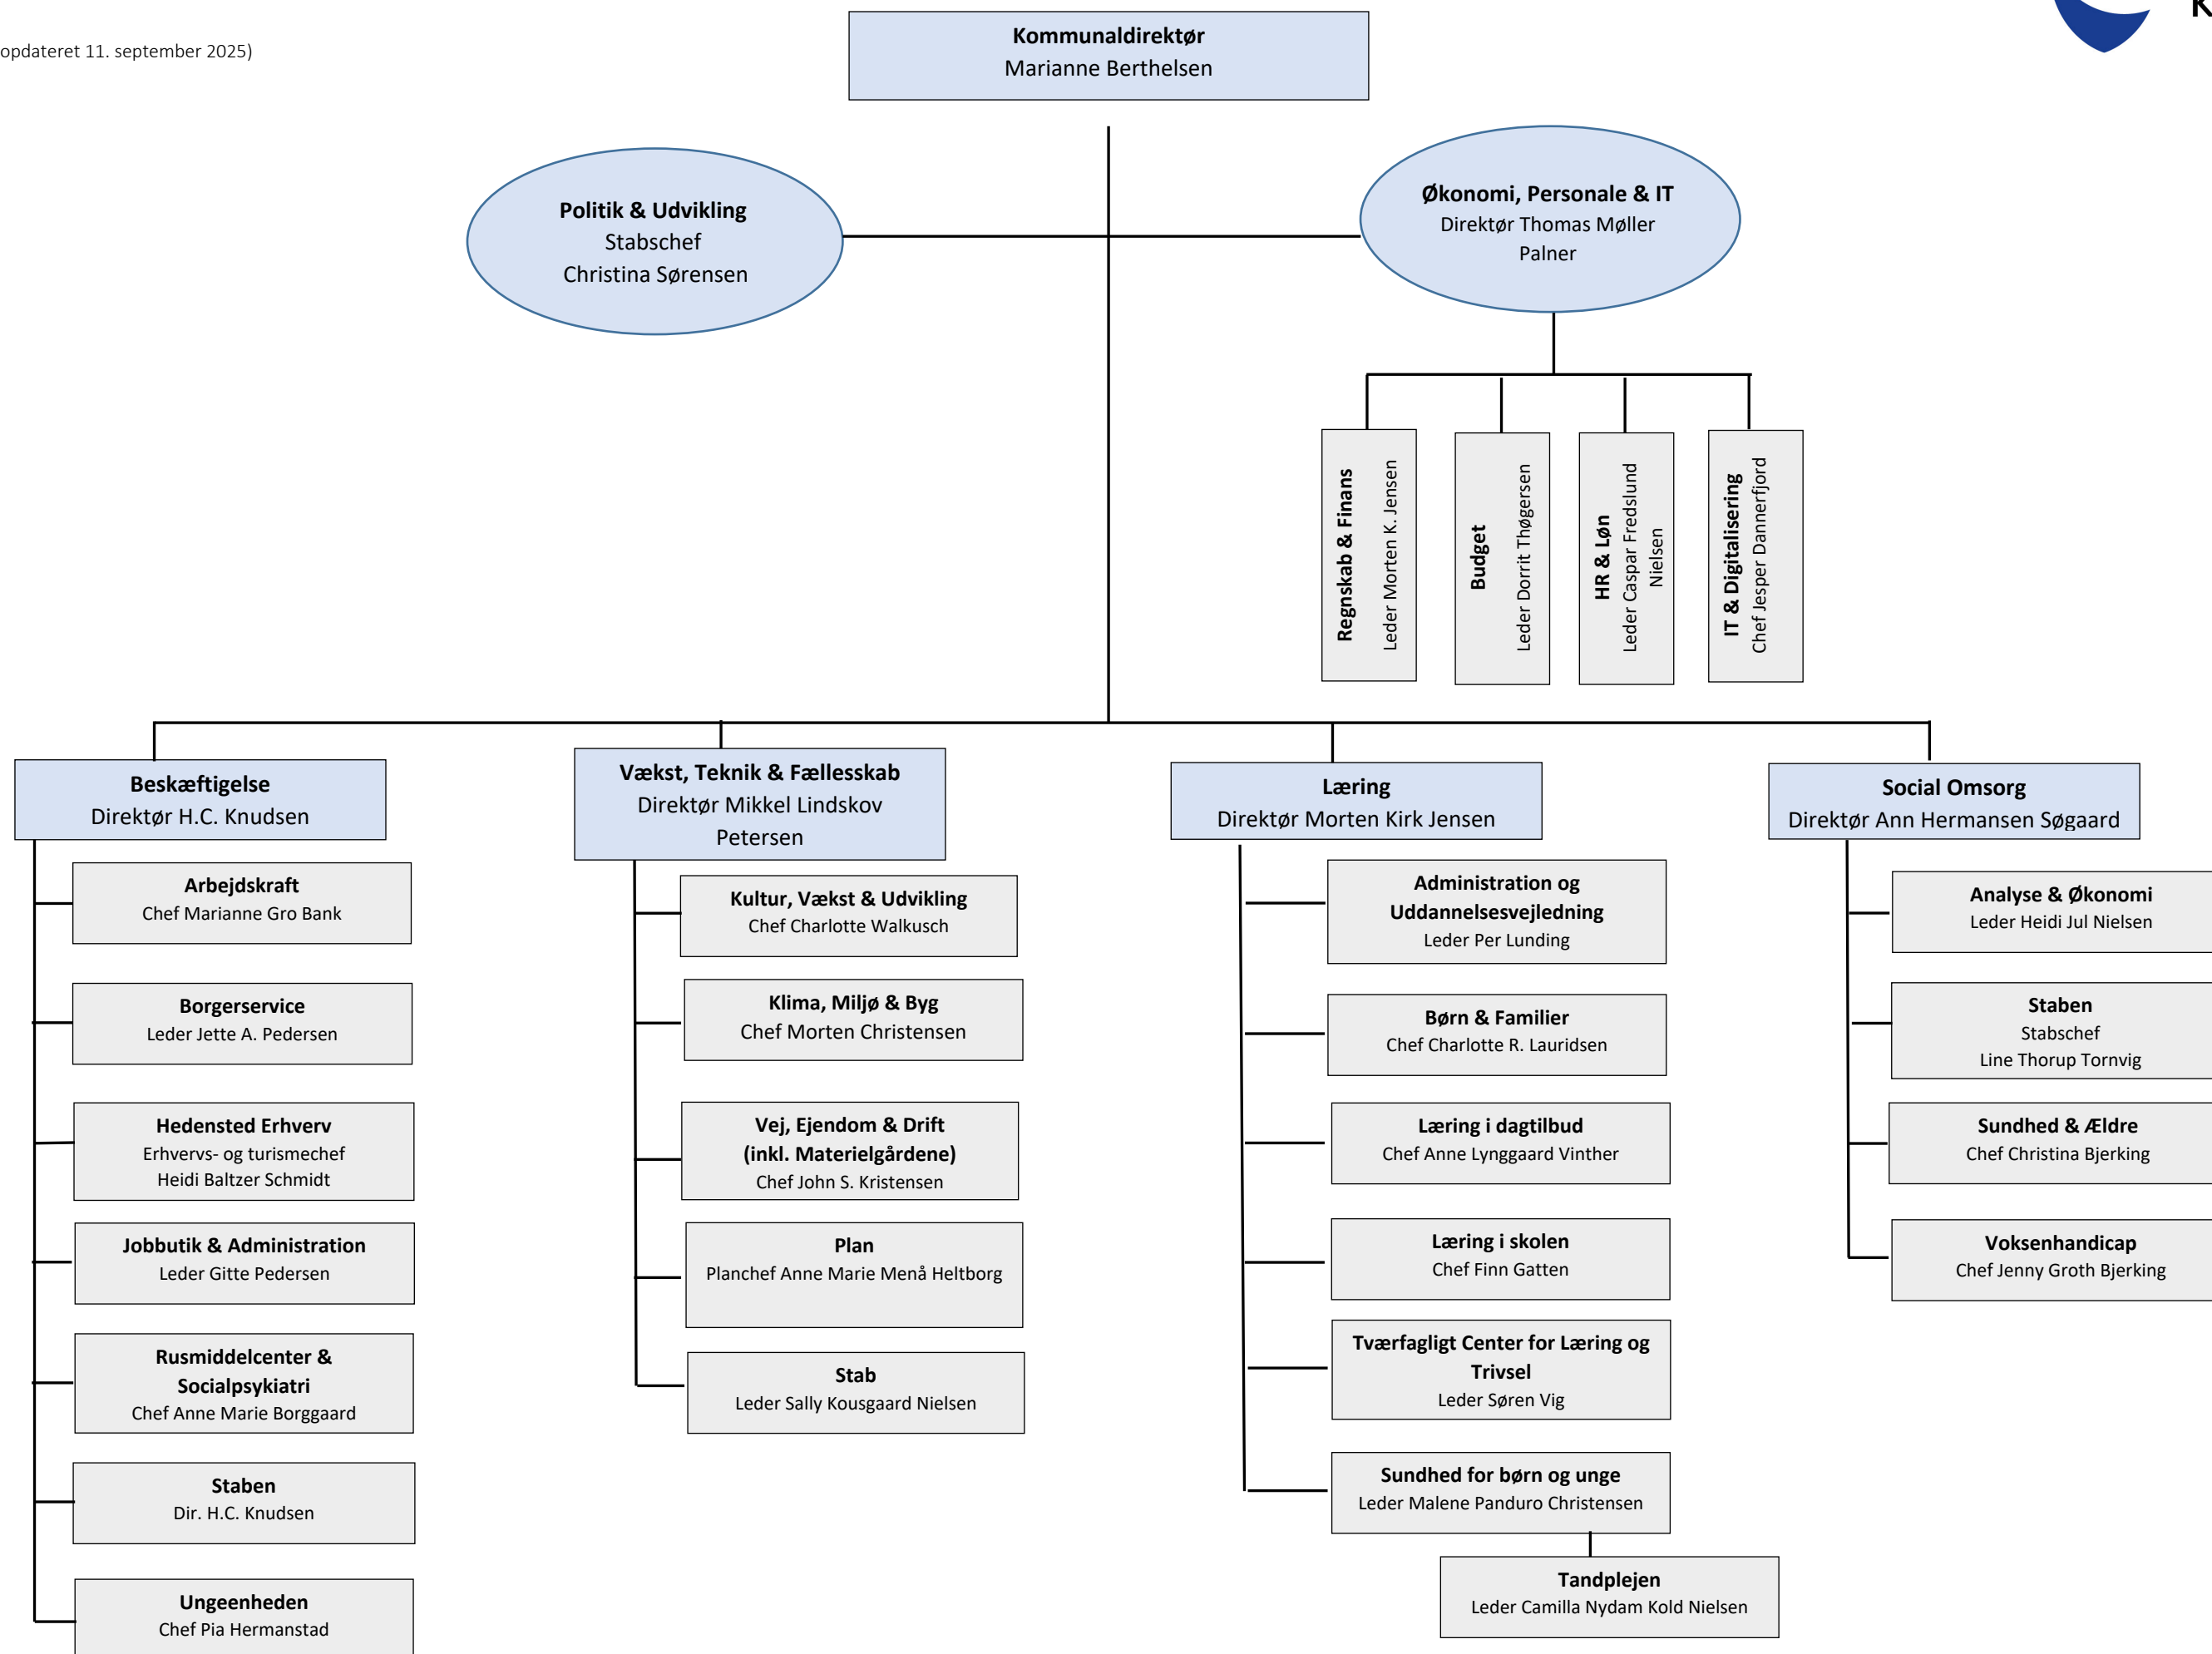 opdateret 11. september 2025)
K
Kommunaldirektør
Marianne Berthelsen
Politik & Udvikling
Stabschef
Christina Sørensen
Økonomi, Personale & IT
Direktør Thomas Møller
Palner
Regnskab & Finans
Leder Morten K. Jensen
Budget
Leder Dorrit Thøgersen
HR & Løn
Leder Caspar Fredslund
Nielsen
IT & Digitalisering
Chef Jesper Dannerfjord
Beskæftigelse
Direktør H.C. Knudsen
Arbejdskraft
Chef Marianne Gro Bank
Borgerservice
Leder Jette A. Pedersen
Hedensted Erhverv
Erhvervs- og turismechef
Heidi Baltzer Schmidt
Jobbutik & Administration
Leder Gitte Pedersen
Rusmiddelcenter &
Socialpsykiatri
Chef Anne Marie Borggaard
Staben
Dir. H.C. Knudsen
Ungeenheden
Chef Pia Hermanstad
Vækst, Teknik & Fællesskab
Direktør Mikkel Lindskov
Petersen
Kultur, Vækst & Udvikling
Chef Charlotte Walkusch
Klima, Miljø & Byg
Chef Morten Christensen
Vej, Ejendom & Drift
(inkl. Materielgårdene)
Chef John S. Kristensen
Plan
Planchef Anne Marie Menå Heltborg
Stab
Leder Sally Kousgaard Nielsen
Læring
Direktør Morten Kirk Jensen
Administration og
Uddannelsesvejledning
Leder Per Lunding
Børn & Familier
Chef Charlotte R. Lauridsen
Læring i dagtilbud
Chef Anne Lynggaard Vinther
Læring i skolen
Chef Finn Gatten
Tværfagligt Center for Læring og
Trivsel
Leder Søren Vig
Sundhed for børn og unge
Leder Malene Panduro Christensen
Tandplejen
Leder Camilla Nydam Kold Nielsen
Social Omsorg
Direktør Ann Hermansen Søgaard
Analyse & Økonomi
Leder Heidi Jul Nielsen
Staben
Stabschef
Line Thorup Tornvig
Sundhed & Ældre
Chef Christina Bjerking
Voksenhandicap
Chef Jenny Groth Bjerking